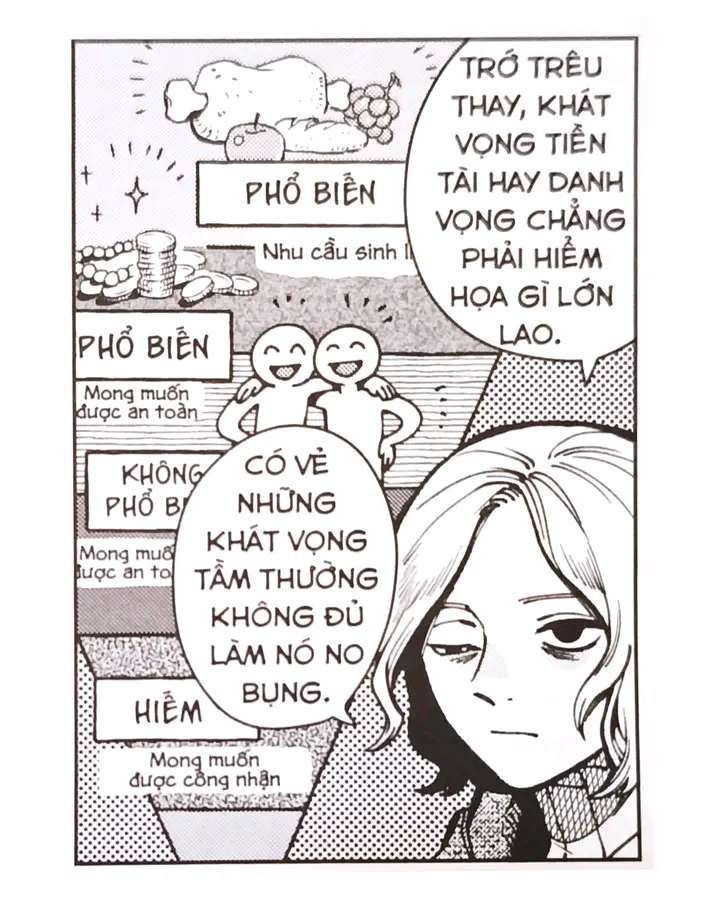 TRỚ TRÊU
THAY, KHÁT
VỌNG TIỀN
TÀI HAY DANH
VỌNG CHẲNG
PHẢI HIỂM
HỌA GÌ LỚN
LAO.
PHỔ BIẾN
Nhu cầu sinh
PHỔ BIẾN
Mong muốn
được an toàn
KHÔNG
PHỔ
Mong
được an
CÓ VẺ
NHỮNG
KHÁT VỌNG
TẦM THƯỜNG
KHÔNG ĐỦ
LÀM NÓ NO
BỤNG.
HIẾM
Mong muốn
được công nhận